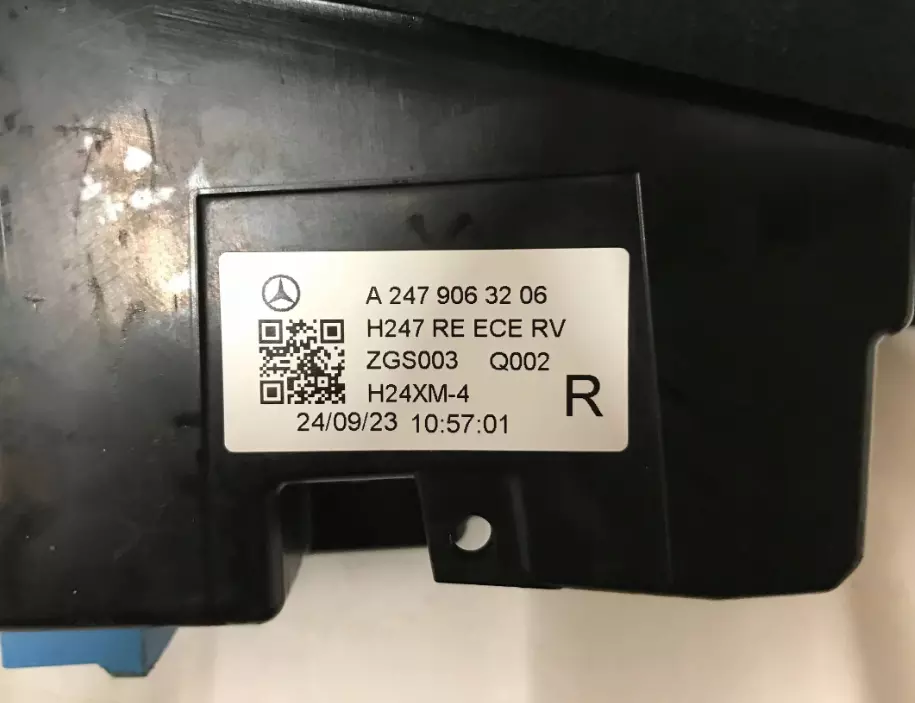 A 247 906 32 06
H247 RE ECE RV
ZGS003 Q002
H24XM-4
R
24/09/23 10:57:01